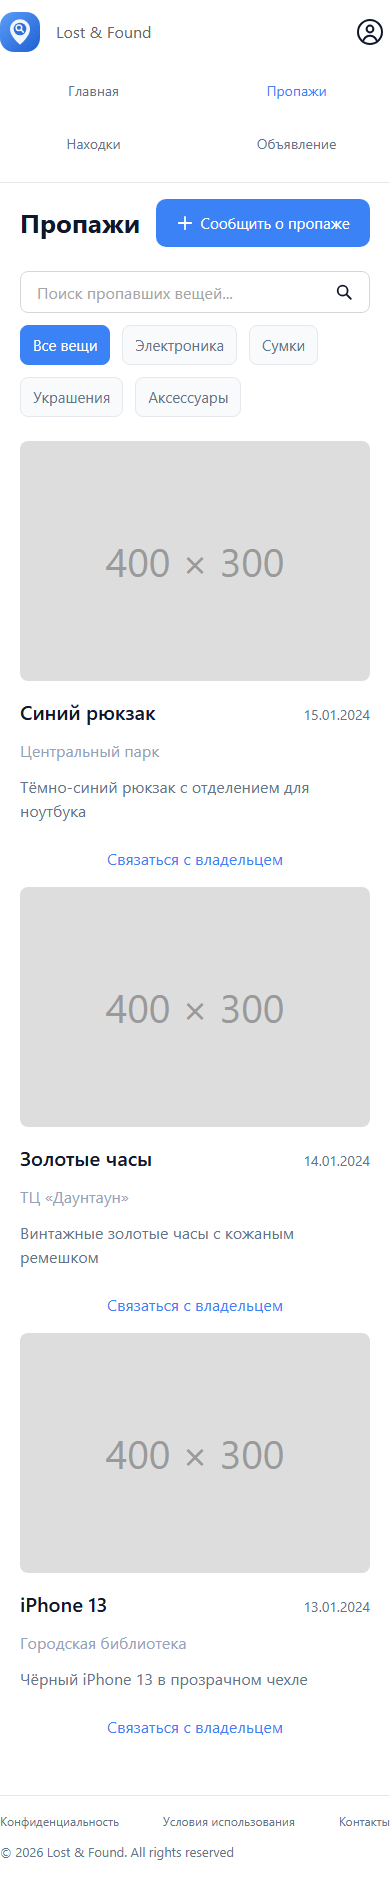 Lost & Found
Главная
Пропажи
Находки
Объявление
Пропажи
Сообщить о пропаже
Поиск пропавших вещей...
Все вещи
Электроника
Сумки
Украшения
Аксессуары
400 × 300
Синий рюкзак
15.01.2024
Центральный парк
Тёмно-синий рюкзак с отделением для
ноутбука
Связаться с владельцем
400 × 300
Золотые часы
14.01.2024
ТЦ «Даунтаун»
Винтажные золотые часы с кожаным
ремешком
Связаться с владельцем
400 × 300
iPhone 13
13.01.2024
Городская библиотека
Чёрный iPhone 13 в прозрачном чехле
Связаться с владельцем
Конфиденциальность
Условия использования
Контакты
© 2026 Lost & Found. All rights reserved